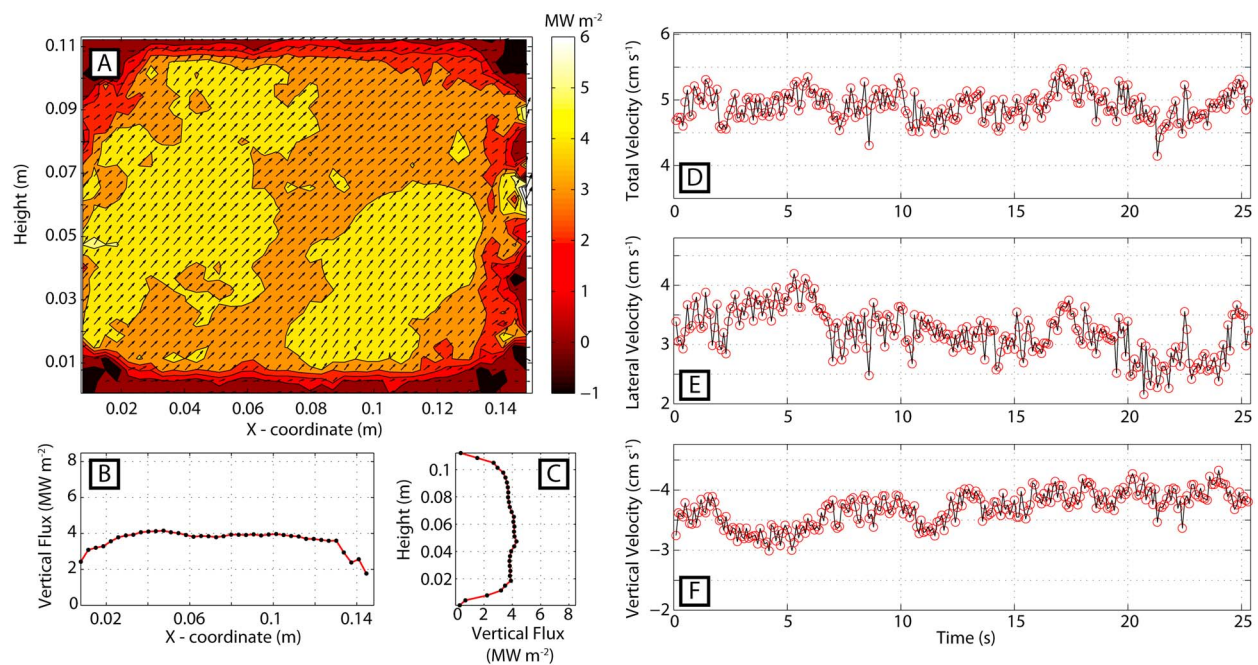 MW m⁻²
A
0.11
0.09
0.07
0.05
0.03
0.01
Height (m)
0.02 0.04 0.06 0.08 0.1 0.12 0.14
X - coordinate (m)
6
5
4
3
2
1
0
−1
B
8
6
4
2
0
Vertical Flux (MW m⁻²)
0.02 0.06 0.1 0.14
X - coordinate (m)
C
0.1
0.08
0.06
0.04
0.02
Height (m)
0 2 4 6 8
Vertical Flux
(MW m⁻²)
D
6
5
4
Total Velocity (cm s⁻¹)
0 5 10 15 20 25
E
4
3
2
Lateral Velocity (cm s⁻¹)
0 5 10 15 20 25
F
−4
−3
−2
Vertical Velocity (cm s⁻¹)
0 5 10 15 20 25
Time (s)